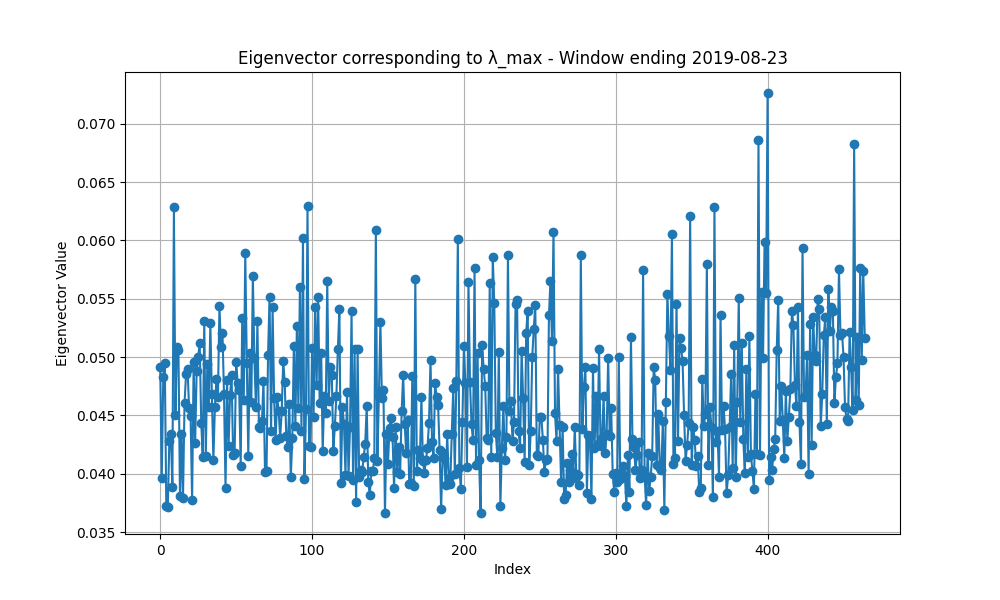 Eigenvector corresponding to λ_max - Window ending 2019-08-23
0.070
0.065
0.060
0.055
0.050
0.045
0.040
0.035
Eigenvector Value
0 100 200 300 400
Index